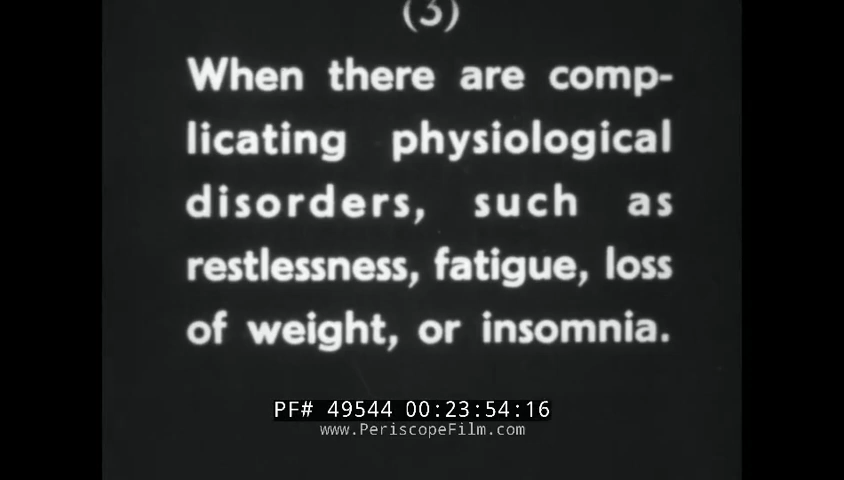 (3)
When there are comp-
licating physiological
disorders, such as
restlessness, fatigue, loss
of weight, or insomnia.
PF# 49544 00:23:54:16
www.PeriscopeFilm.com